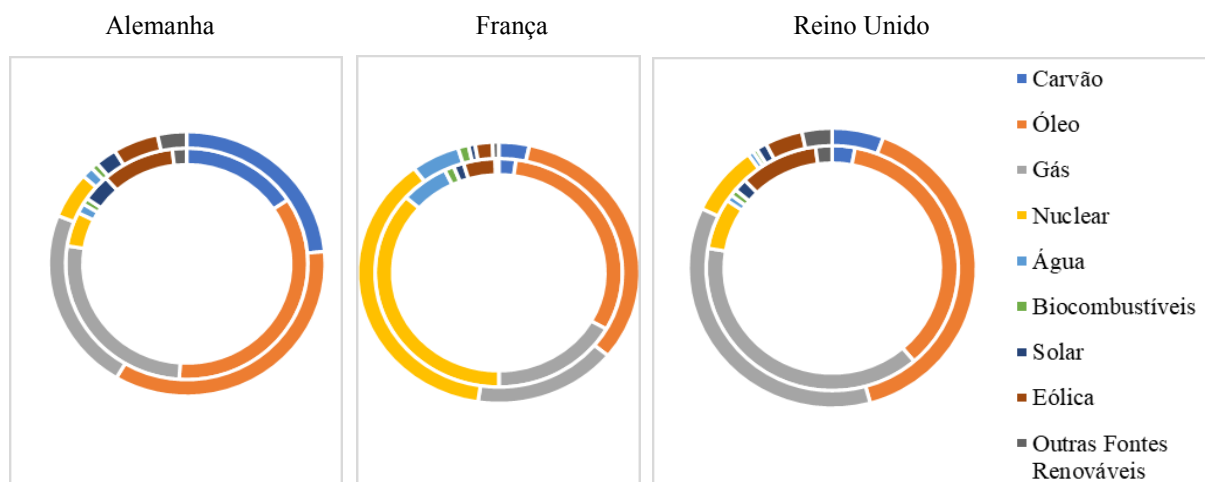 Alemanha
França
Reino Unido
Carvão
Óleo
Gás
Nuclear
Água
Biocombustíveis
Solar
Eólica
Outras Fontes
Renováveis